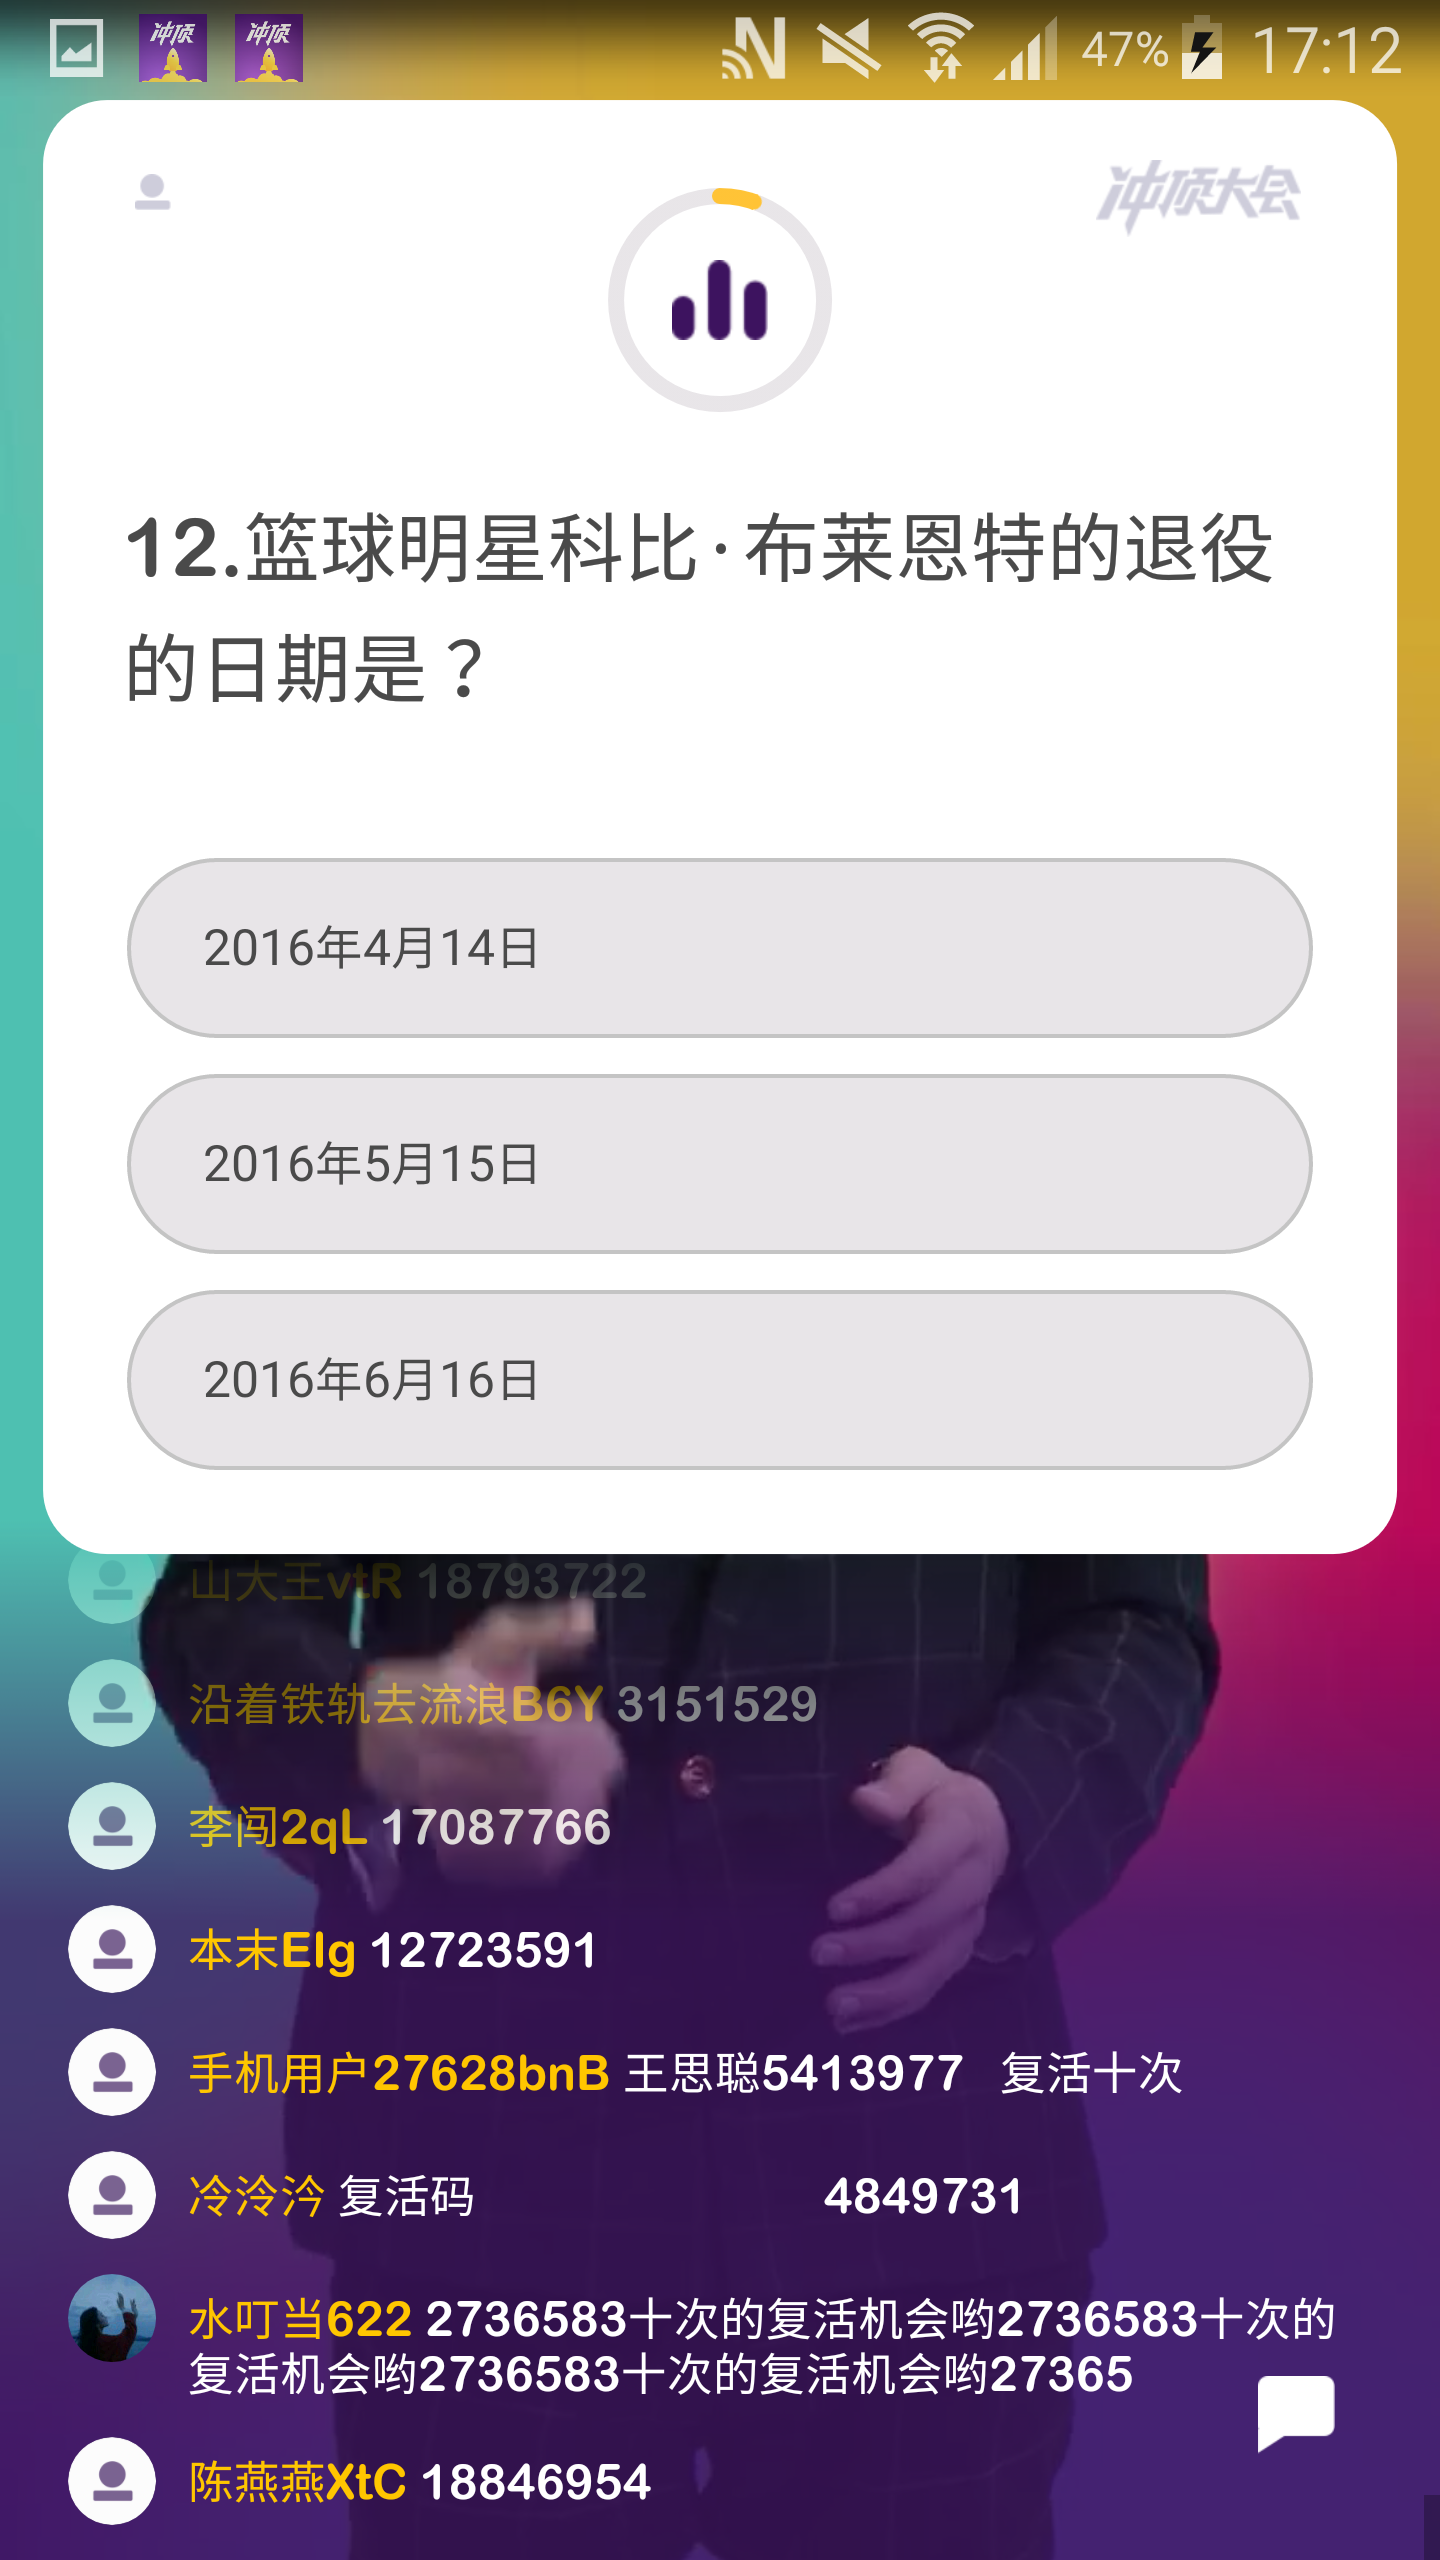 冲顶 冲顶 47% 17:12
冲顶大会
12.篮球明星科比·布莱恩特的退役
的日期是？
2016年4月14日
2016年5月15日
2016年6月16日
山大王vtR 18793722
沿着铁轨去流浪B6Y 3151529
李闯2qL 17087766
本末EIg 12723591
手机用户27628bnB 王思聪5413977 复活十次
冷泠汵 复活码 4849731
水叮当622 2736583十次的复活机会哟2736583十次的
复活机会哟2736583十次的复活机会哟27365
陈燕燕XtC 18846954